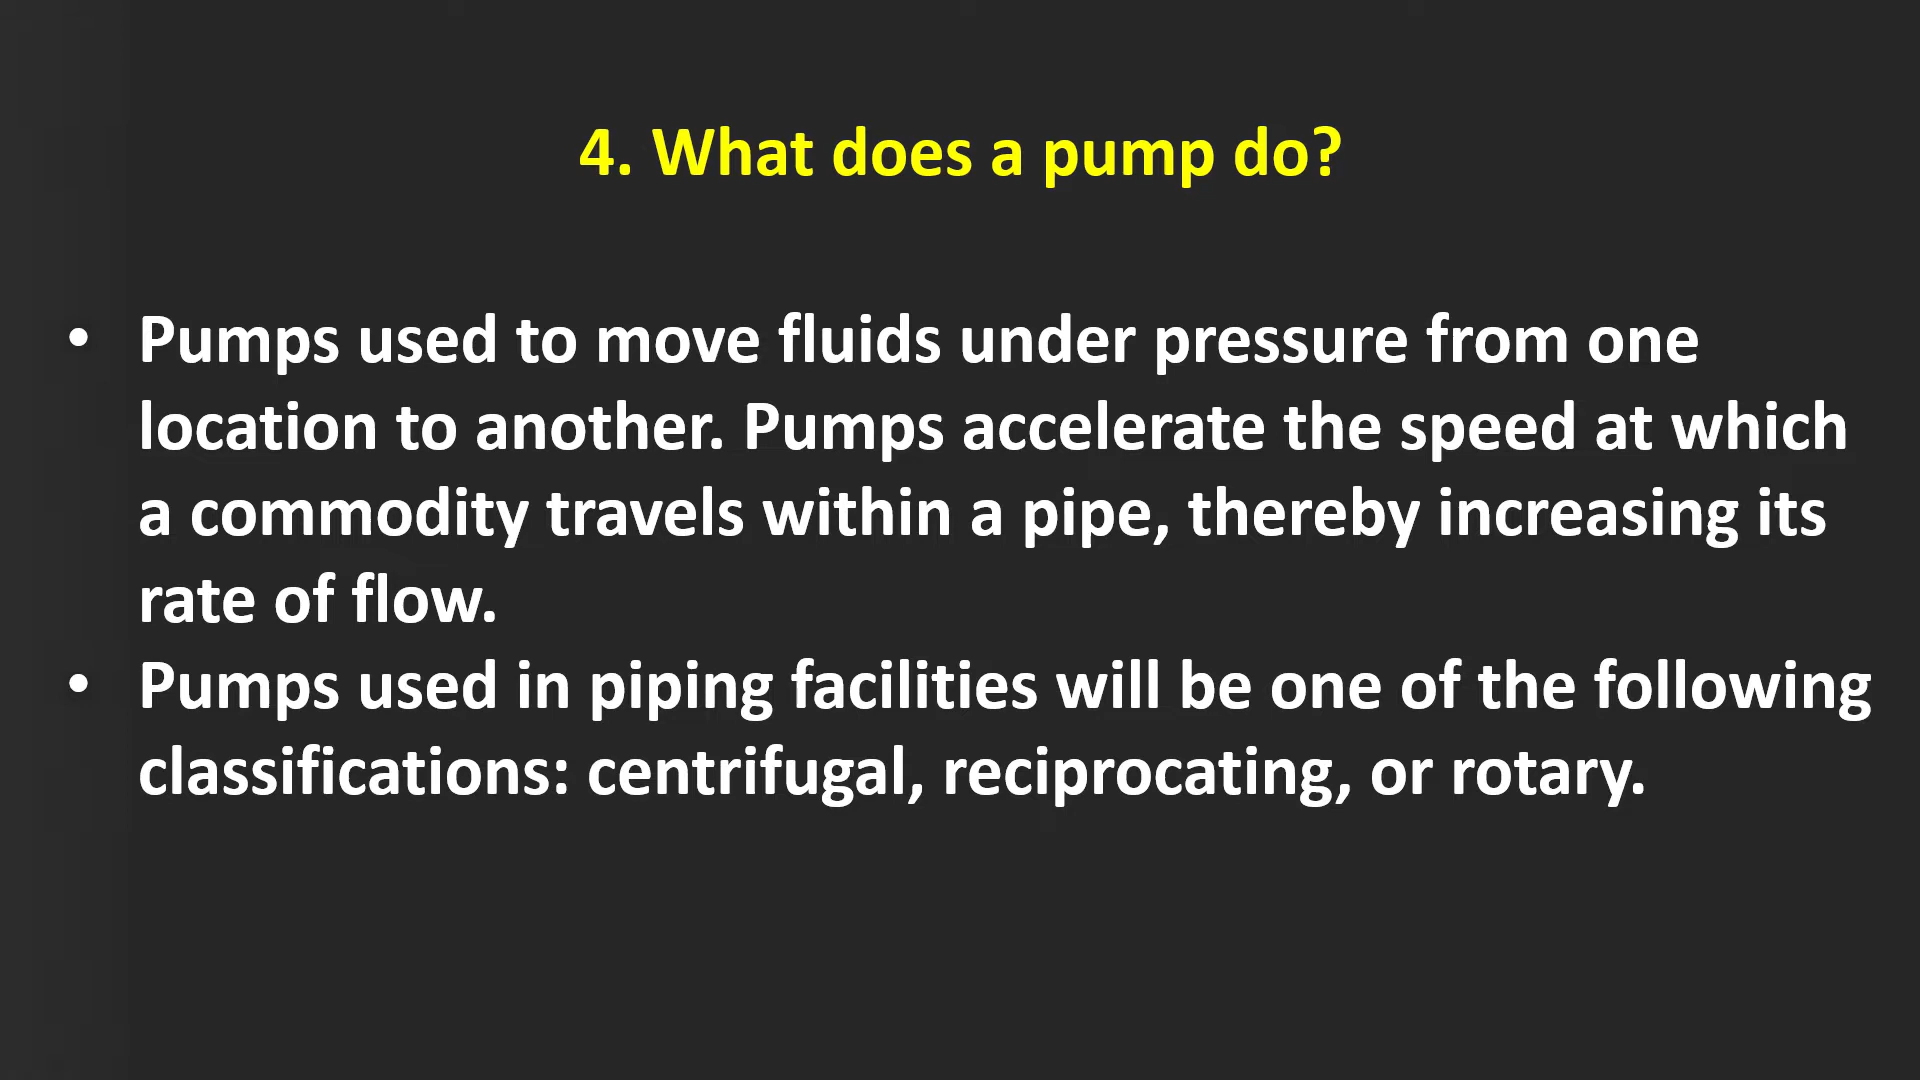 4. What does a pump do?
• Pumps used to move fluids under pressure from one
location to another. Pumps accelerate the speed at which
a commodity travels within a pipe, thereby increasing its
rate of flow.
• Pumps used in piping facilities will be one of the following
classifications: centrifugal, reciprocating, or rotary.